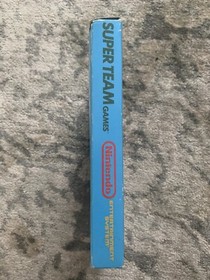 SUPER TEAM
GAMES
Nintendo
ENTERTAINMENT
SYSTEM